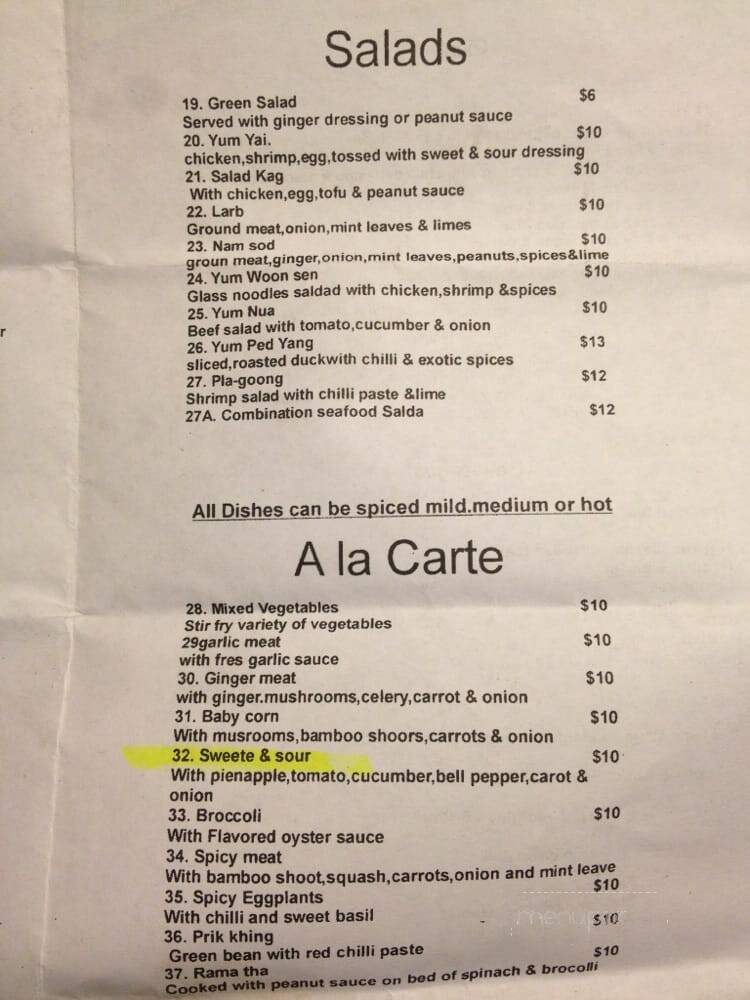 Salads
19. Green Salad $6
Served with ginger dressing or peanut sauce
20. Yum Yai. $10
chicken,shrimp,egg,tossed with sweet & sour dressing
21. Salad Kag $10
With chicken,egg,tofu & peanut sauce
22. Larb $10
Ground meat,onion,mint leaves & limes
23. Nam sod $10
groun meat,ginger,onion,mint leaves,peanuts,spices&lime
24. Yum Woon sen $10
Glass noodles saldad with chicken,shrimp &spices
25. Yum Nua $10
Beef salad with tomato,cucumber & onion
26. Yum Ped Yang $13
sliced,roasted duckwith chilli & exotic spices
27. Pla-goong $12
Shrimp salad with chilli paste &lime
27A. Combination seafood Salda $12
All Dishes can be spiced mild.medium or hot
A la Carte
28. Mixed Vegetables $10
Stir fry variety of vegetables
29garlic meat $10
with fres garlic sauce
30. Ginger meat $10
with ginger.mushrooms,celery,carrot & onion
31. Baby corn $10
With musrooms,bamboo shoors,carrots & onion
r
32. Sweete & sour $10
With pienapple,tomato,cucumber,bell pepper,carot &
onion
33. Broccoli $10
With Flavored oyster sauce
34. Spicy meat
With bamboo shoot,squash,carrots,onion and mint leave
35. Spicy Eggplants $10
With chilli and sweet basil
36. Prik khing $10
Green bean with red chilli paste
37. Rama tha $10
Cooked with peanut sauce on bed of spinach & brocolli